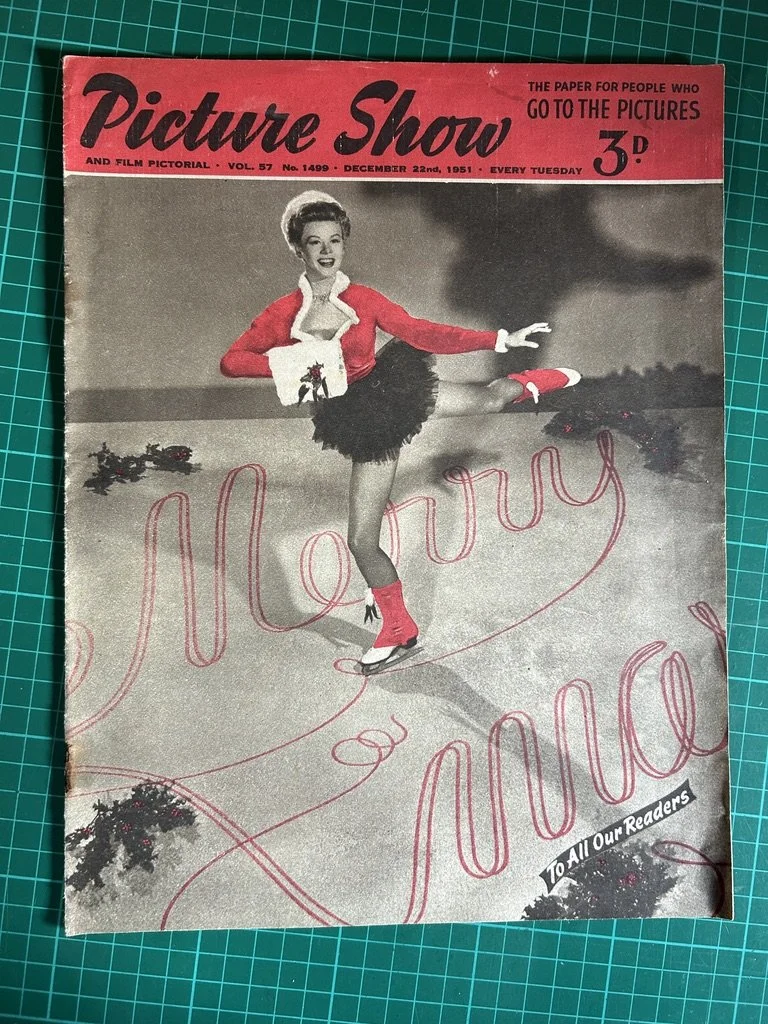 Picture Show
THE PAPER FOR PEOPLE WHO
GO TO THE PICTURES
3D.
AND FILM PICTORIAL · VOL. 57 No. 1499 · DECEMBER 22nd, 1951 · EVERY TUESDAY
Merry
Xmas
To All Our Readers